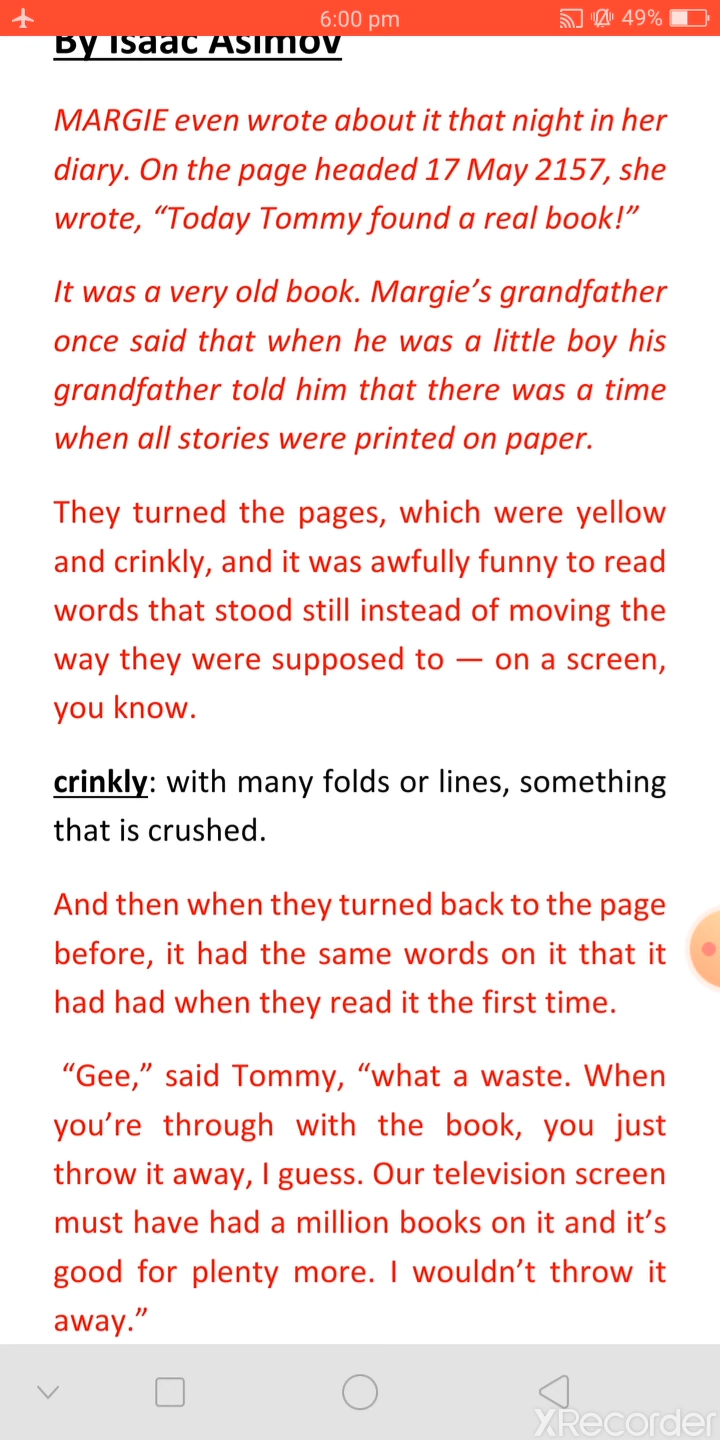 6:00 pm
49%
By Isaac Asimov
MARGIE even wrote about it that night in her
diary. On the page headed 17 May 2157, she
wrote, “Today Tommy found a real book!”
It was a very old book. Margie’s grandfather
once said that when he was a little boy his
grandfather told him that there was a time
when all stories were printed on paper.
They turned the pages, which were yellow
and crinkly, and it was awfully funny to read
words that stood still instead of moving the
way they were supposed to — on a screen,
you know.
crinkly: with many folds or lines, something
that is crushed.
And then when they turned back to the page
before, it had the same words on it that it
had had when they read it the first time.
“Gee,” said Tommy, “what a waste. When
you’re through with the book, you just
throw it away, I guess. Our television screen
must have had a million books on it and it’s
good for plenty more. I wouldn’t throw it
away.”
XRecorder